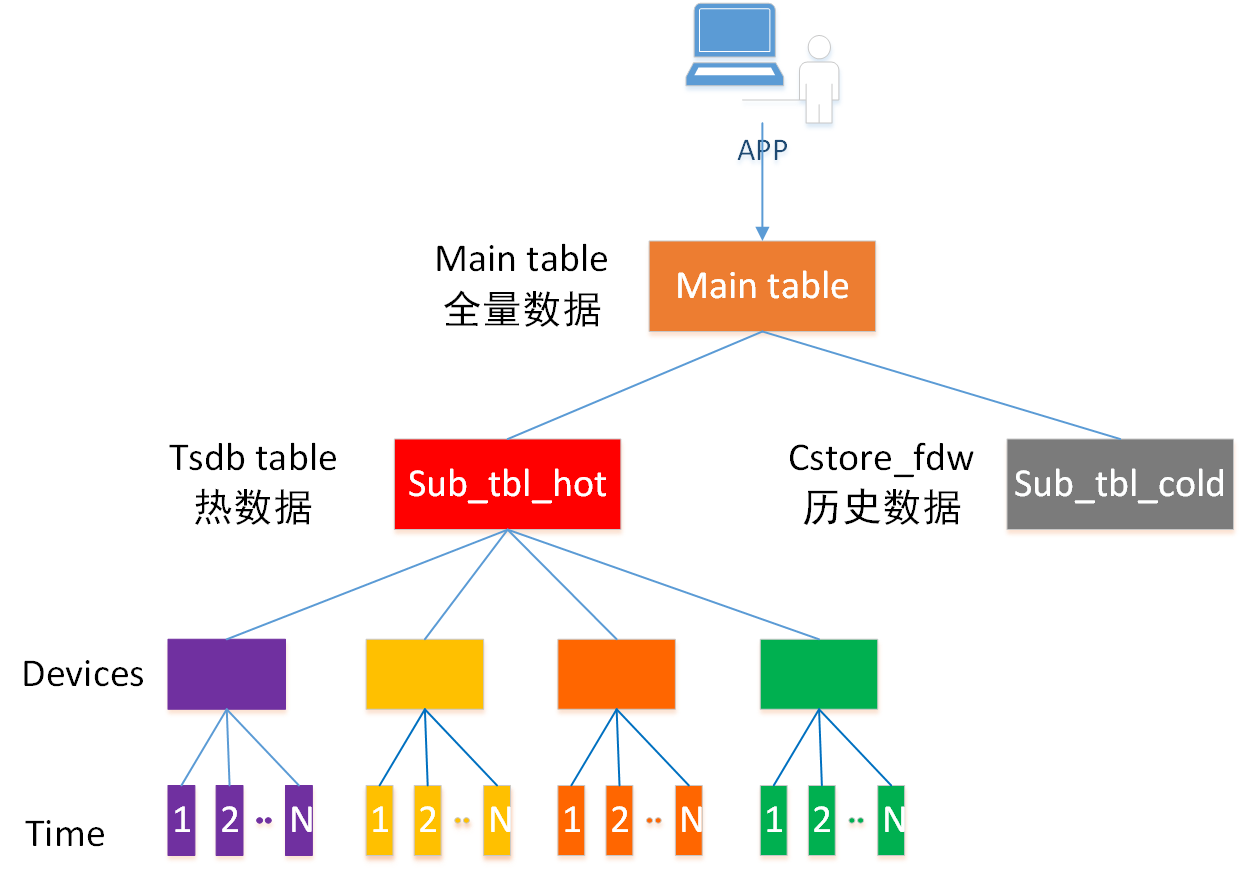 APP
Main table
全量数据
Main table
Tsdb table
热数据
Sub_tbl_hot
Cstore_fdw
历史数据
Sub_tbl_cold
Devices
Time
1 2 ·· N
1 2 ·· N
1 2 ·· N
1 2 ·· N